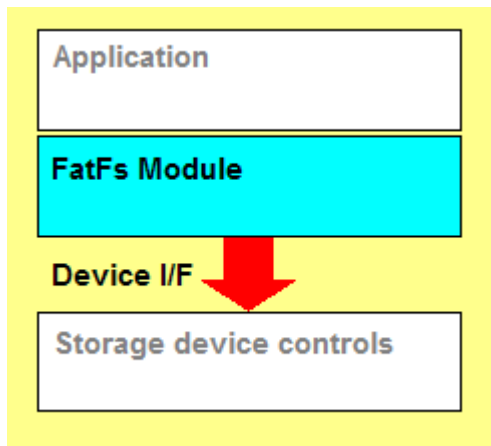 Application
FatFs Module
Device I/F
Storage device controls